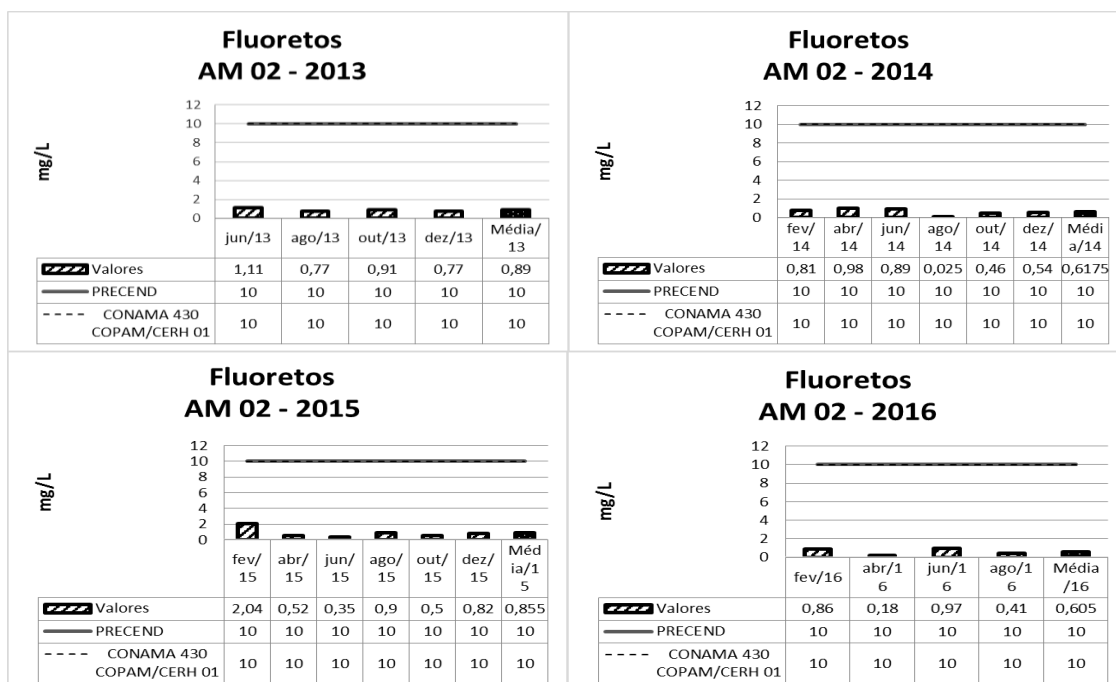 Fluoretos
AM 02 - 2013
mg/L
12
10
8
6
4
2
0
jun/13 ago/13 out/13 dez/13 Média/
13
Valores 1,11 0,77 0,91 0,77 0,89
PRECEND 10 10 10 10 10
CONAMA 430
COPAM/CERH 01 10 10 10 10 10
Fluoretos
AM 02 - 2014
mg/L
12
10
8
6
4
2
0
fev/ abr/ jun/ ago/ out/ dez/ Médi
14 14 14 14 14 14 a/14
Valores 0,81 0,98 0,89 0,025 0,46 0,54 0,6175
PRECEND 10 10 10 10 10 10 10
CONAMA 430
COPAM/CERH 01 10 10 10 10 10 10 10
Fluoretos
AM 02 - 2015
mg/L
12
10
8
6
4
2
0
fev/ abr/ jun/ ago/ out/ dez/ Méd
15 15 15 15 15 15 ia/1
5
Valores 2,04 0,52 0,35 0,9 0,5 0,82 0,855
PRECEND 10 10 10 10 10 10 10
CONAMA 430
COPAM/CERH 01 10 10 10 10 10 10 10
Fluoretos
AM 02 - 2016
mg/L
12
10
8
6
4
2
0
fev/16 abr/1 jun/1 ago/1 Média
6 6 6 /16
Valores 0,86 0,18 0,97 0,41 0,605
PRECEND 10 10 10 10 10
CONAMA 430
COPAM/CERH 01 10 10 10 10 10